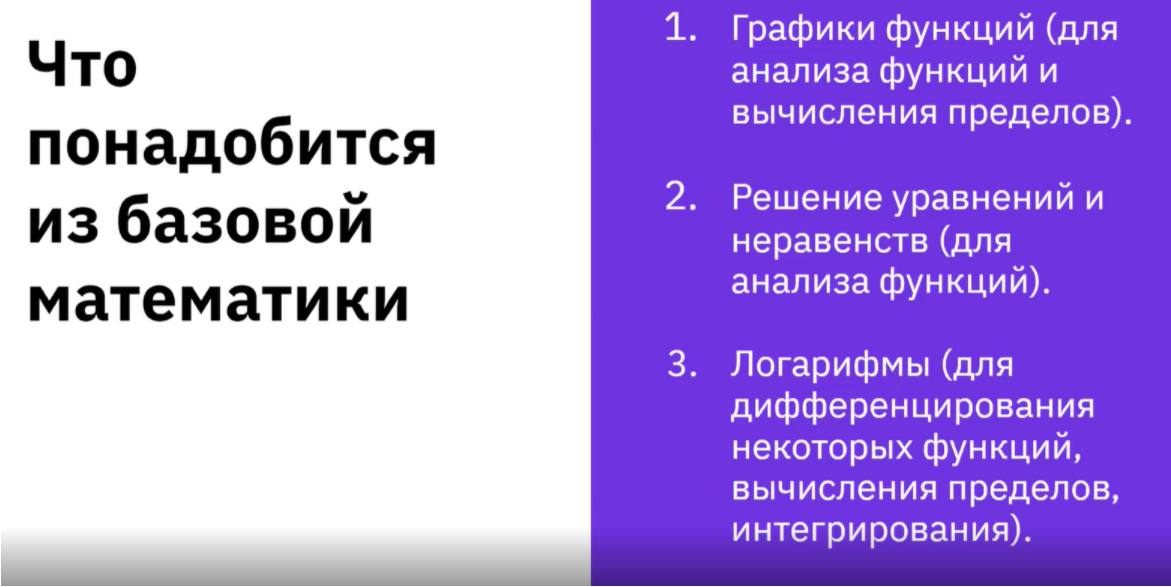 Что
понадобится
из базовой
математики
1. Графики функций (для
анализа функций и
вычисления пределов).
2. Решение уравнений и
неравенств (для
анализа функций).
3. Логарифмы (для
дифференцирования
некоторых функций,
вычисления пределов,
интегрирования).